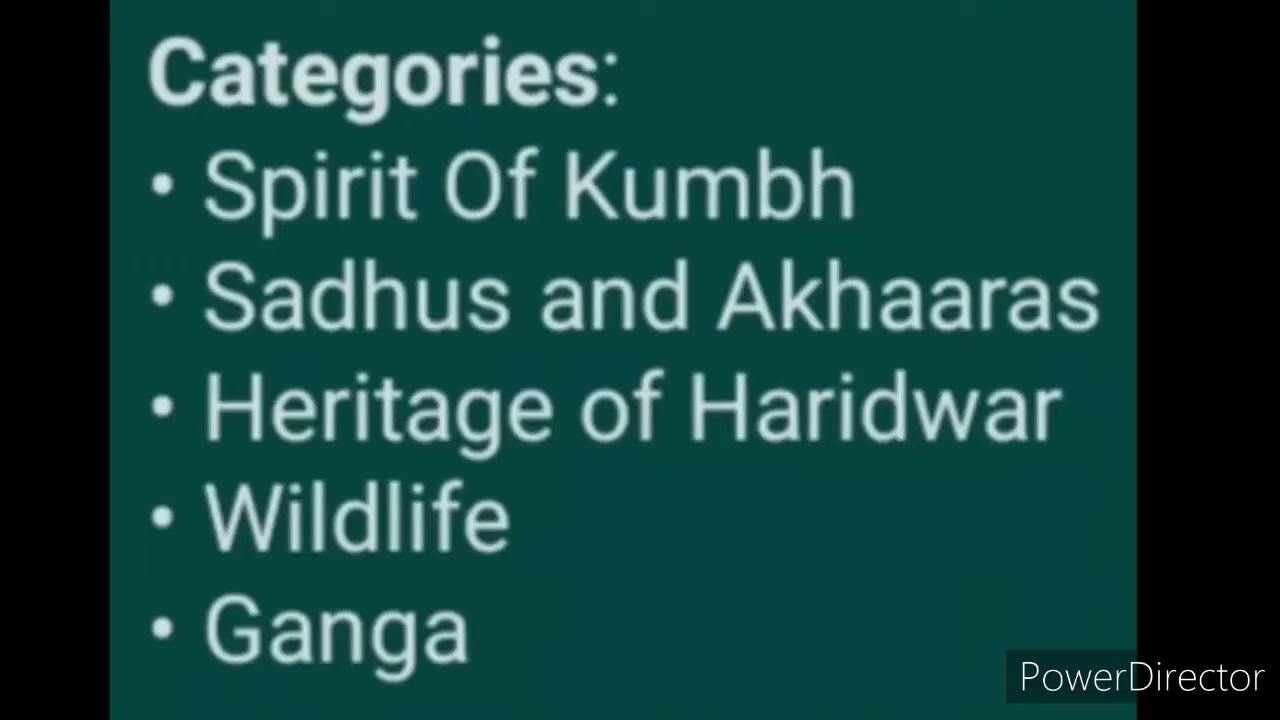 Categories:
• Spirit Of Kumbh
• Sadhus and Akhaaras
• Heritage of Haridwar
• Wildlife
• Ganga
PowerDirector